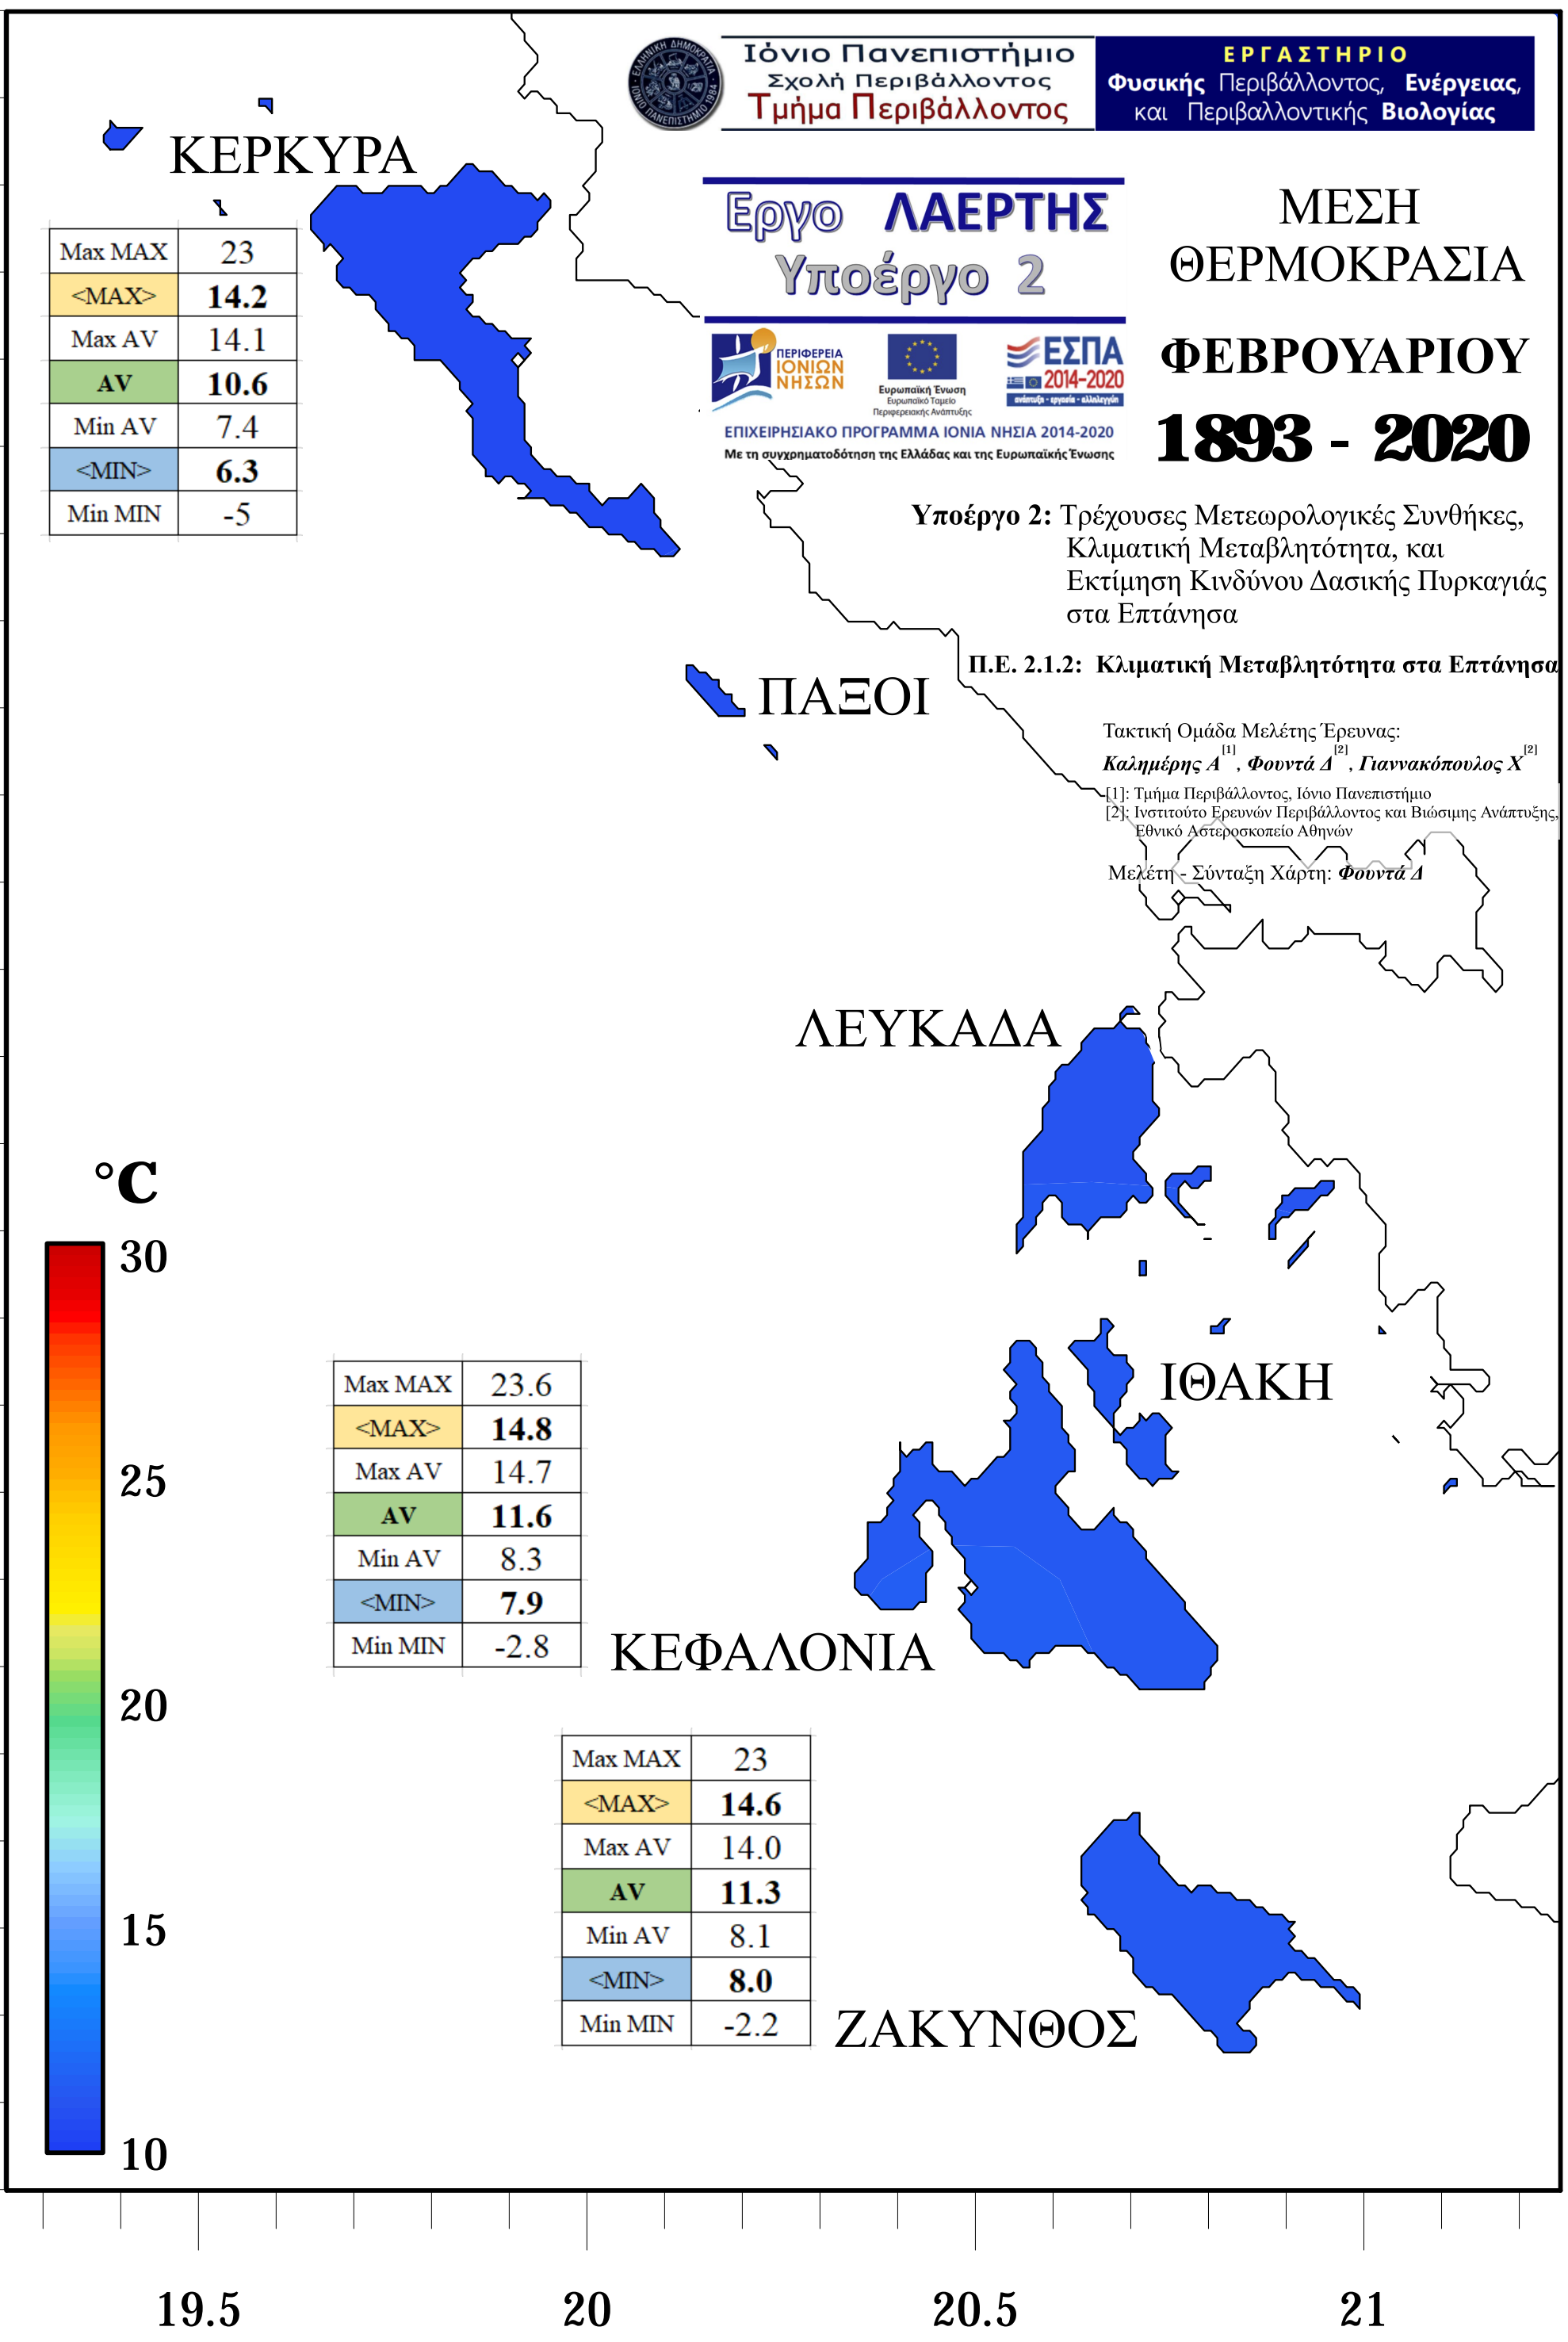 Ιόνιο Πανεπιστήμιο
Σχολή Περιβάλλοντος
Τμήμα Περιβάλλοντος
ΕΡΓΑΣΤΗΡΙΟ
Φυσικής Περιβάλλοντος, Ενέργειας,
και Περιβαλλοντικής Βιολογίας
ΕΛΛΗΝΙΚΗ ΔΗΜΟΚΡΑΤΙΑ
ΙΟΝΙΟ ΠΑΝΕΠΙΣΤΗΜΙΟ 1984
Εργο ΛΑΕΡΤΗΣ
Υποέργο 2
ΠΕΡΙΦΕΡΕΙΑ
ΙΟΝΙΩΝ
ΝΗΣΩΝ
Ευρωπαϊκή Ένωση
Ευρωπαϊκό Ταμείο
Περιφερειακής Ανάπτυξης
ΕΣΠΑ
2014-2020
ανάπτυξη - εργασία - αλληλεγγύη
ΕΠΙΧΕΙΡΗΣΙΑΚΟ ΠΡΟΓΡΑΜΜΑ ΙΟΝΙΑ ΝΗΣΙΑ 2014-2020
Με τη συγχρηματοδότηση της Ελλάδας και της Ευρωπαϊκής Ένωσης
ΜΕΣΗ
ΘΕΡΜΟΚΡΑΣΙΑ
ΦΕΒΡΟΥΑΡΙΟΥ
1893 - 2020
Υποέργο 2: Τρέχουσες Μετεωρολογικές Συνθήκες,
Κλιματική Μεταβλητότητα, και
Εκτίμηση Κινδύνου Δασικής Πυρκαγιάς
στα Επτάνησα
Π.Ε. 2.1.2: Κλιματική Μεταβλητότητα στα Επτάνησα
Τακτική Ομάδα Μελέτης Έρευνας:
Καλημέρης Α[1], Φουντά Δ[2], Γιαννακόπουλος Χ[2]
[1]: Τμήμα Περιβάλλοντος, Ιόνιο Πανεπιστήμιο
[2]: Ινστιτούτο Ερευνών Περιβάλλοντος και Βιώσιμης Ανάπτυξης,
Εθνικό Αστεροσκοπείο Αθηνών
Μελέτη - Σύνταξη Χάρτη: Φουντά Δ
ΚΕΡΚΥΡΑ
Max MAX 23
<MAX> 14.2
Max AV 14.1
AV 10.6
Min AV 7.4
<MIN> 6.3
Min MIN -5
ΠΑΞΟΙ
ΛΕΥΚΑΔΑ
ΙΘΑΚΗ
Max MAX 23.6
<MAX> 14.8
Max AV 14.7
AV 11.6
Min AV 8.3
<MIN> 7.9
Min MIN -2.8
ΚΕΦΑΛΟΝΙΑ
Max MAX 23
<MAX> 14.6
Max AV 14.0
AV 11.3
Min AV 8.1
<MIN> 8.0
Min MIN -2.2
ΖΑΚΥΝΘΟΣ
°C
30
25
20
15
10
19.5 20 20.5 21